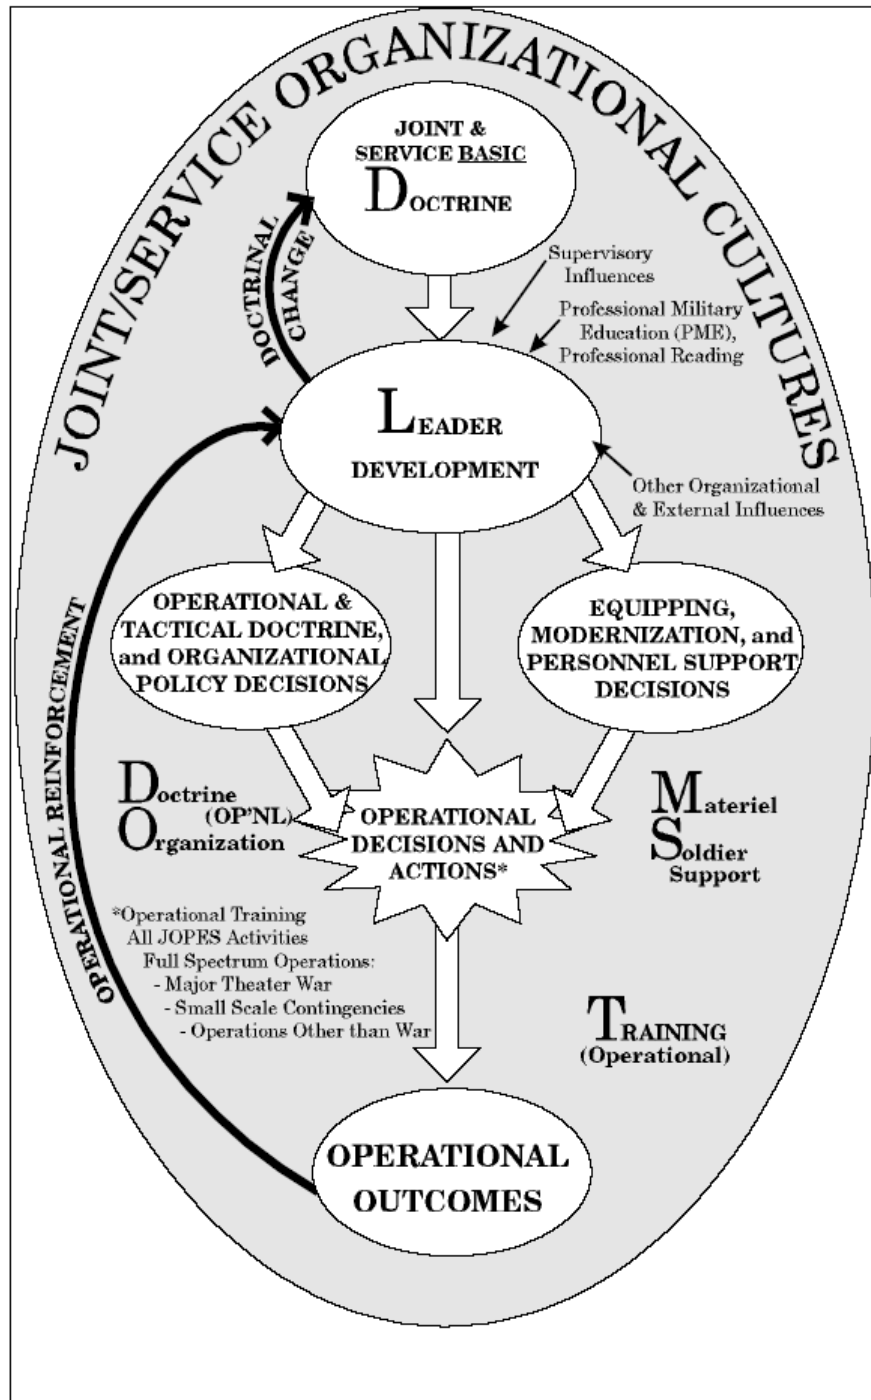 JOINT/SERVICE ORGANIZATIONAL CULTURES
JOINT &
SERVICE BASIC
DOCTRINE
DOCTRINAL
CHANGE
Supervisory
Influences
Professional Military
Education (PME),
Professional Reading
LEADER
DEVELOPMENT
Other Organizational
& External Influences
OPERATIONAL &
TACTICAL DOCTRINE,
and ORGANIZATIONAL
POLICY DECISIONS
EQUIPPING,
MODERNIZATION, and
PERSONNEL SUPPORT
DECISIONS
OPERATIONAL REINFORCEMENT
Doctrine
(OP'NL)
Organization
OPERATIONAL
DECISIONS AND
ACTIONS*
Materiel
Soldier
Support
*Operational Training
All JOPES Activities
Full Spectrum Operations:
- Major Theater War
- Small Scale Contingencies
- Operations Other than War
TRAINING
(Operational)
OPERATIONAL
OUTCOMES